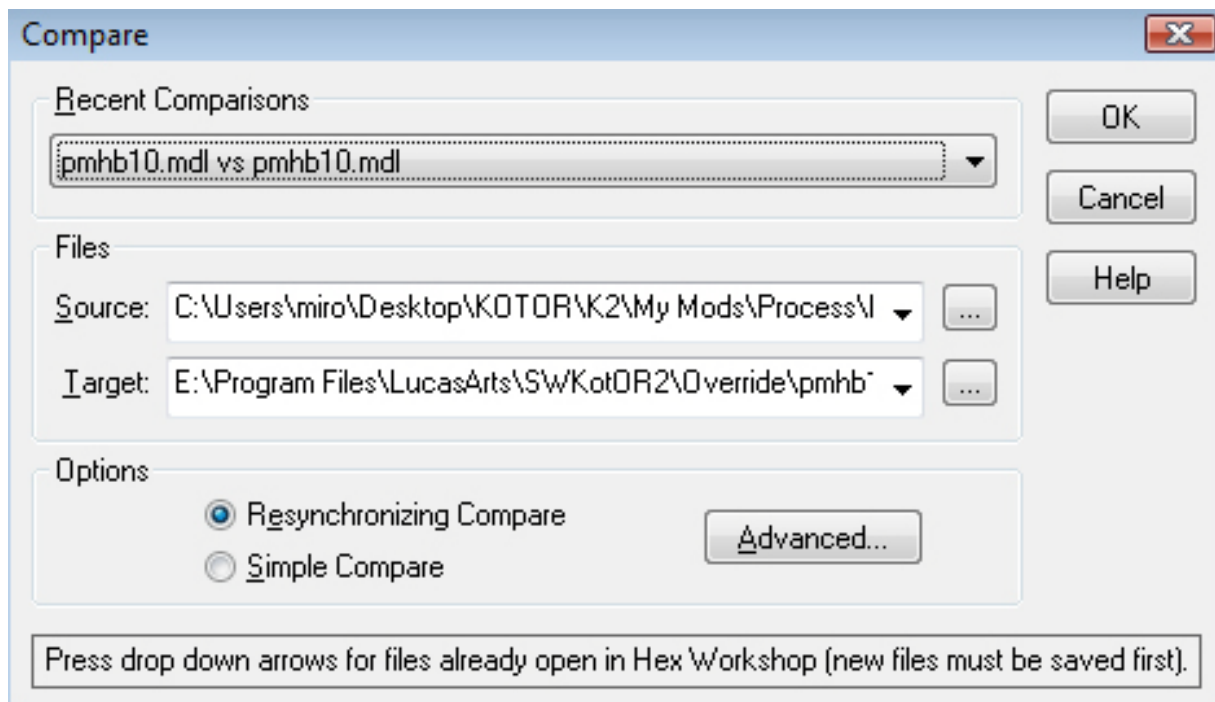 Compare
Recent Comparisons
OK
pmhb10.mdl vs pmhb10.mdl
Cancel
Files
Help
Source: C:\Users\miro\Desktop\KOTOR\K2\My Mods\Process\ ...
Target: E:\Program Files\LucasArts\SWKotOR2\Override\pmhb ...
Options
Resynchronizing Compare
Advanced...
Simple Compare
Press drop down arrows for files already open in Hex Workshop (new files must be saved first).